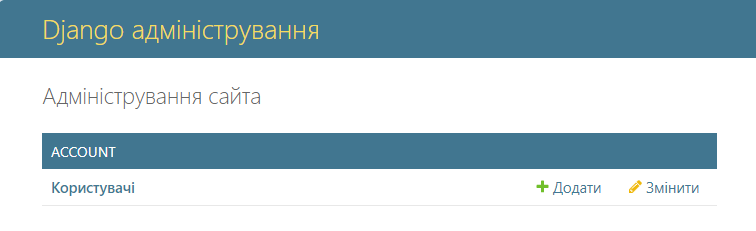 Django адміністрування
Адміністрування сайта
ACCOUNT
Користувачі Додати Змінити